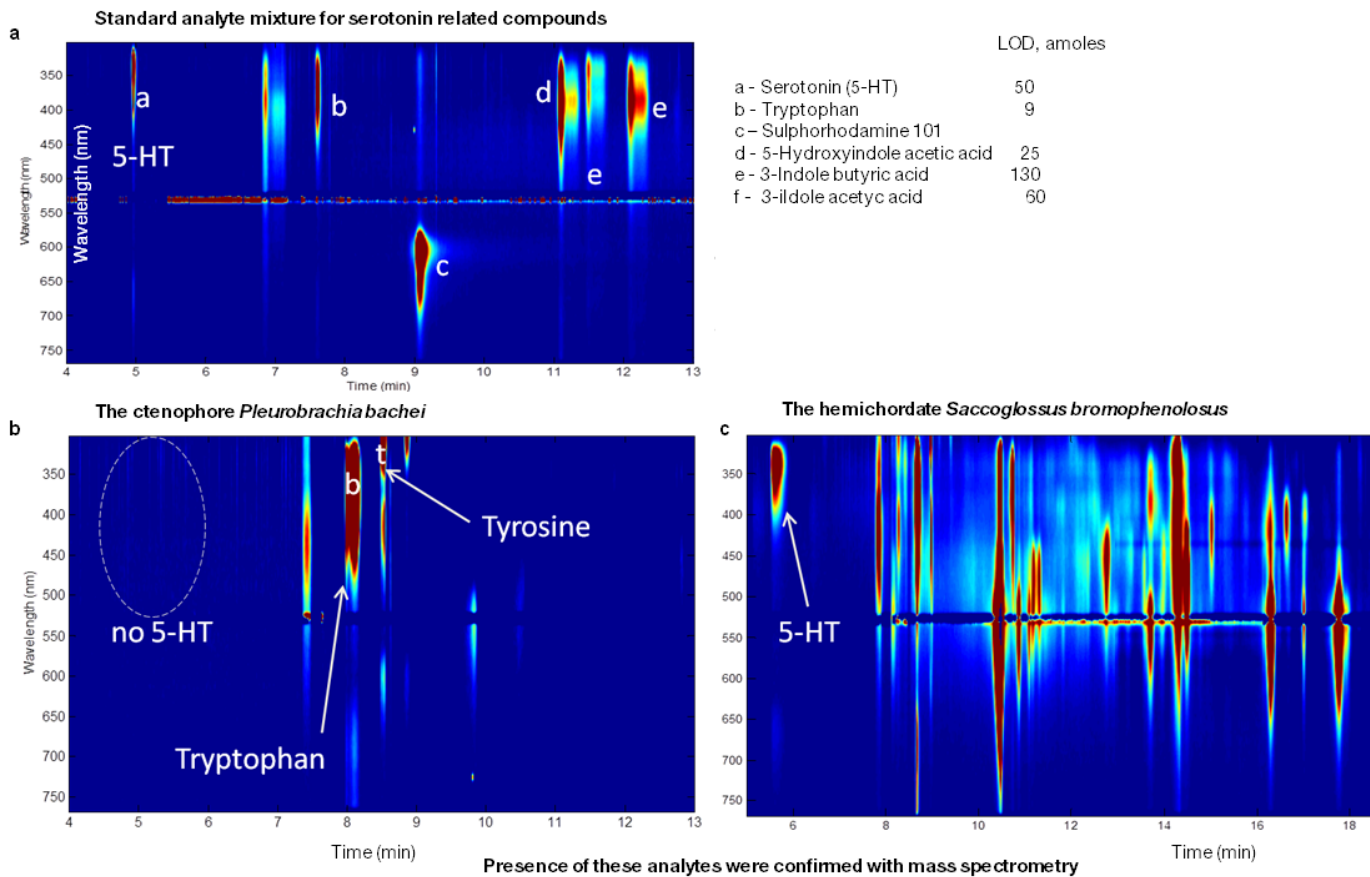 Standard analyte mixture for serotonin related compounds
a
350
400
450
500
550
600
650
700
750
Wavelength (nm)
Wavelength (nm)
a
5-HT
b
c
d
e
e
4 5 6 7 8 9 10 11 12 13
Time (min)
LOD, amoles
a - Serotonin (5-HT) 50
b - Tryptophan 9
c – Sulphorhodamine 101
d - 5-Hydroxyindole acetic acid 25
e - 3-Indole butyric acid 130
f - 3-ildole acetyc acid 60
The ctenophore Pleurobrachia bachei
b
350
400
450
500
550
600
650
700
750
Wavelength (nm)
no 5-HT
b
t
Tyrosine
Tryptophan
4 5 6 7 8 9 10 11 12 13
Time (min)
The hemichordate Saccoglossus bromophenolosus
c
350
400
450
500
550
600
650
700
750
5-HT
6 8 10 12 14 16 18
Time (min)
Presence of these analytes were confirmed with mass spectrometry